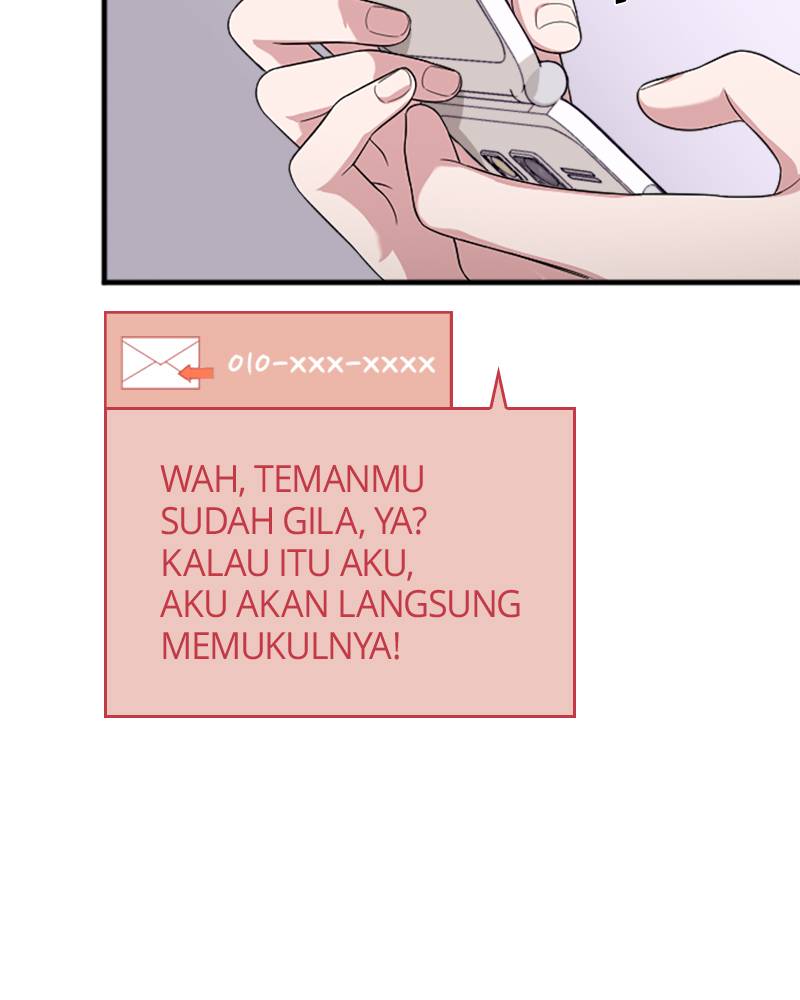 010-xxx-xxxx
WAH, TEMANMU
SUDAH GILA, YA?
KALAU ITU AKU,
AKU AKAN LANGSUNG
MEMUKULNYA!